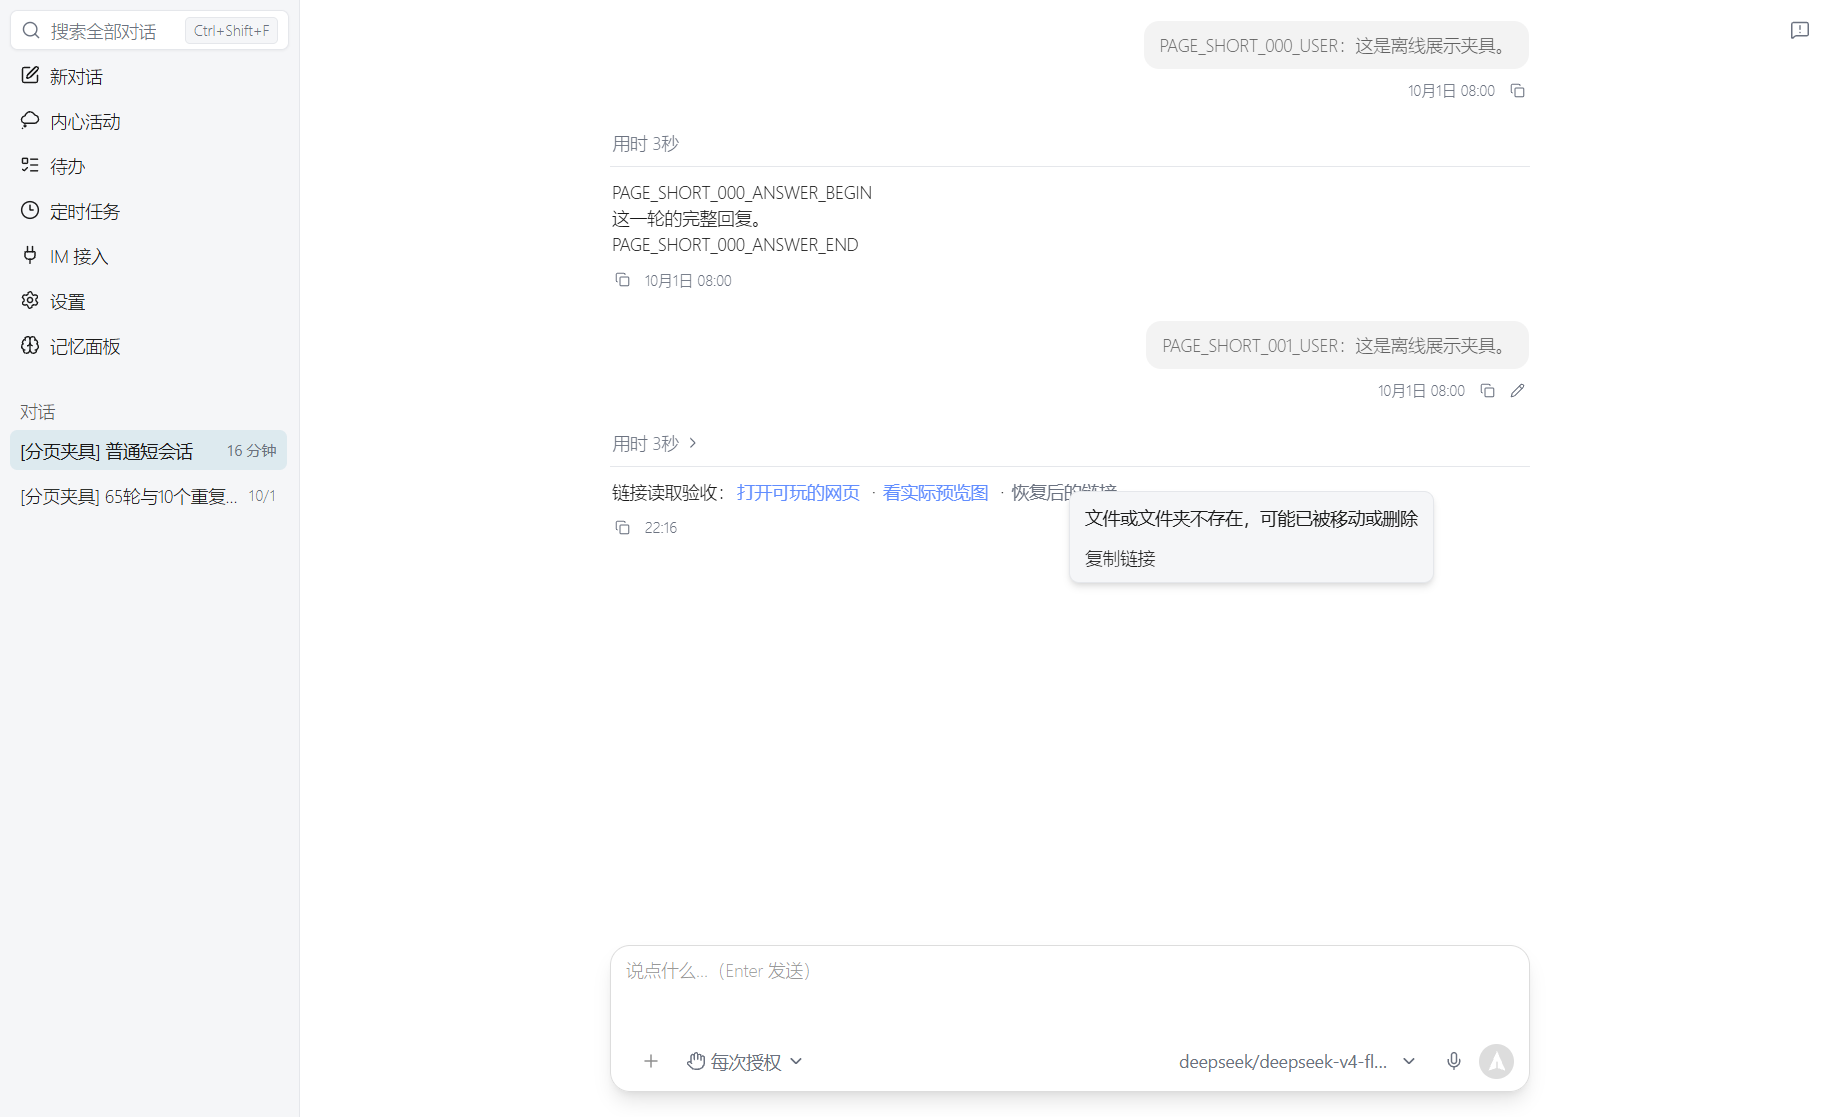 搜索全部对话 Ctrl+Shift+F
新对话
内心活动
待办
定时任务
IM 接入
设置
记忆面板
对话
[分页夹具] 普通短会话 16 分钟
[分页夹具] 65轮与10个重复... 10/1
PAGE_SHORT_000_USER：这是离线展示夹具。
10月1日 08:00
用时 3秒
PAGE_SHORT_000_ANSWER_BEGIN
这一轮的完整回复。
PAGE_SHORT_000_ANSWER_END
10月1日 08:00
PAGE_SHORT_001_USER：这是离线展示夹具。
10月1日 08:00
用时 3秒
链接读取验收：打开可玩的网页 · 看实际预览图 · 恢复后的链接
22:16
文件或文件夹不存在，可能已被移动或删除
复制链接
说点什么...（Enter 发送）
每次授权
deepseek/deepseek-v4-fl...